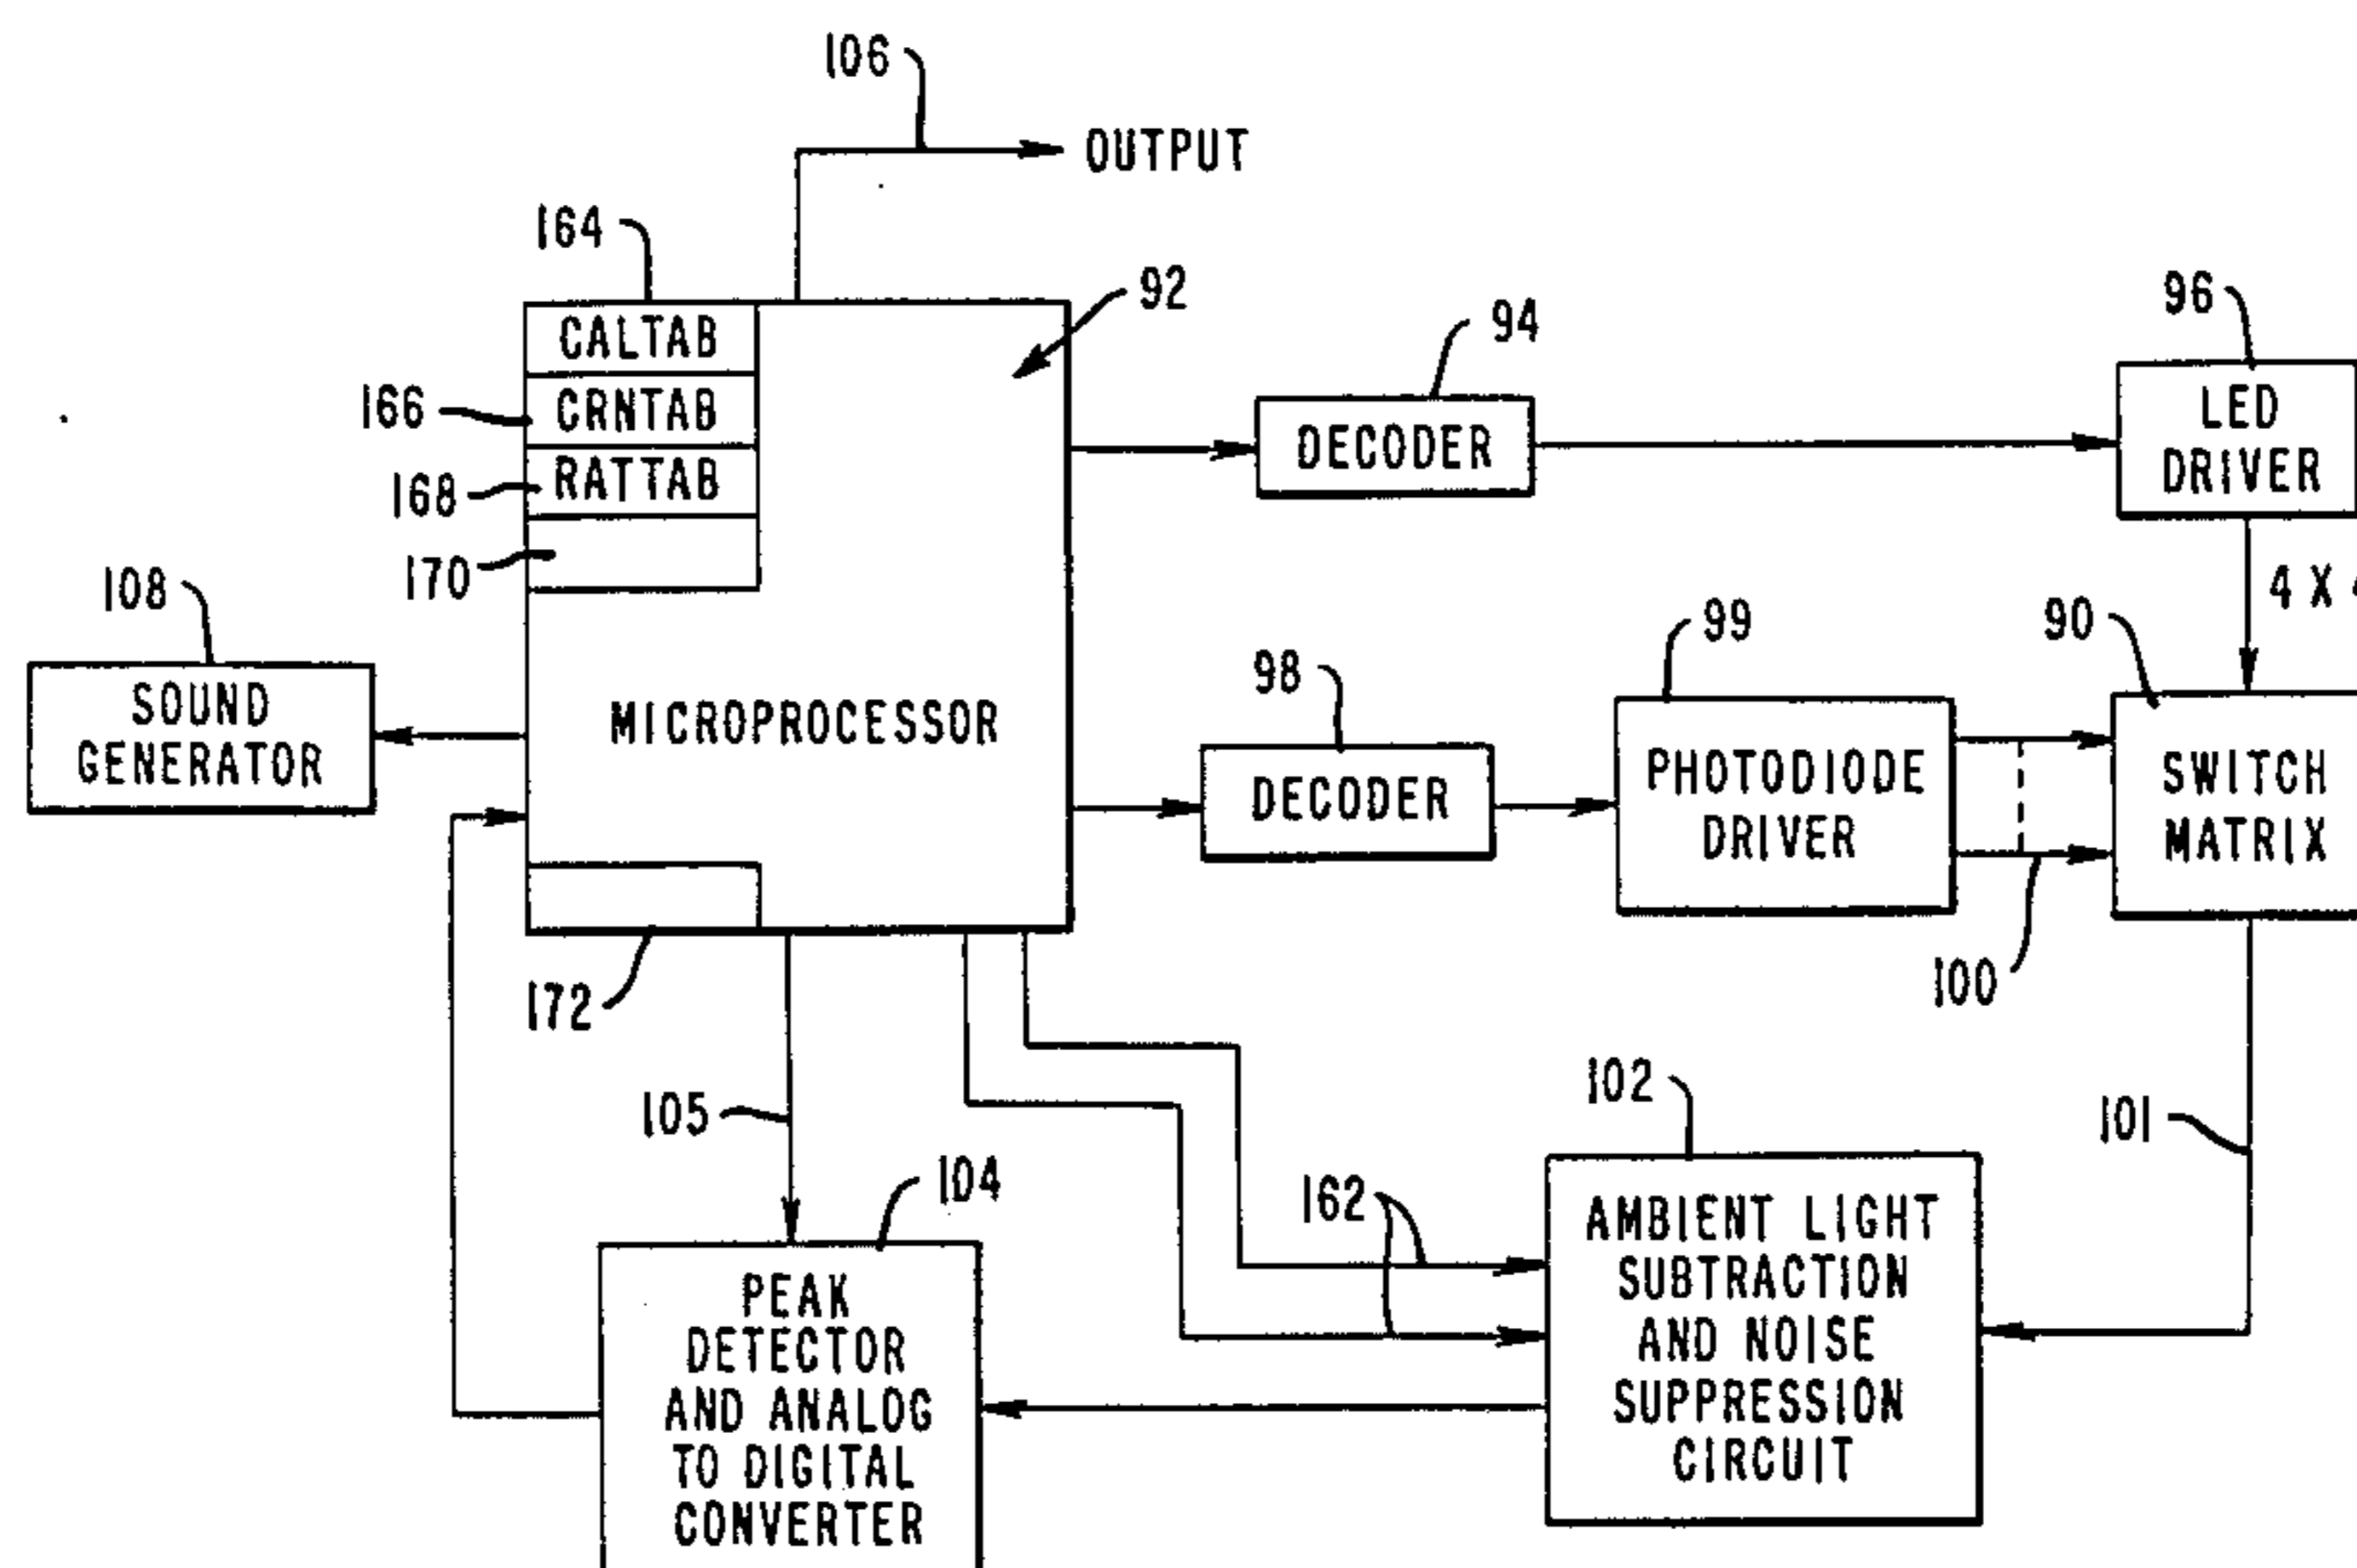 106
OUTPUT
164
92
CALTAB
94
96
166
CRNTAB
DECODER
LED
DRIVER
168
RATTAB
170
4 X
108
99
90
98
SOUND
GENERATOR
MICROPROCESSOR
DECODER
PHOTODIODE
DRIVER
SWITCH
MATRIX
100
172
105
102
101
104
162
AMBIENT LIGHT
SUBTRACTION
AND NOISE
SUPPRESSION
CIRCUIT
PEAK
DETECTOR
AND ANALOG
TO DIGITAL
CONVERTER